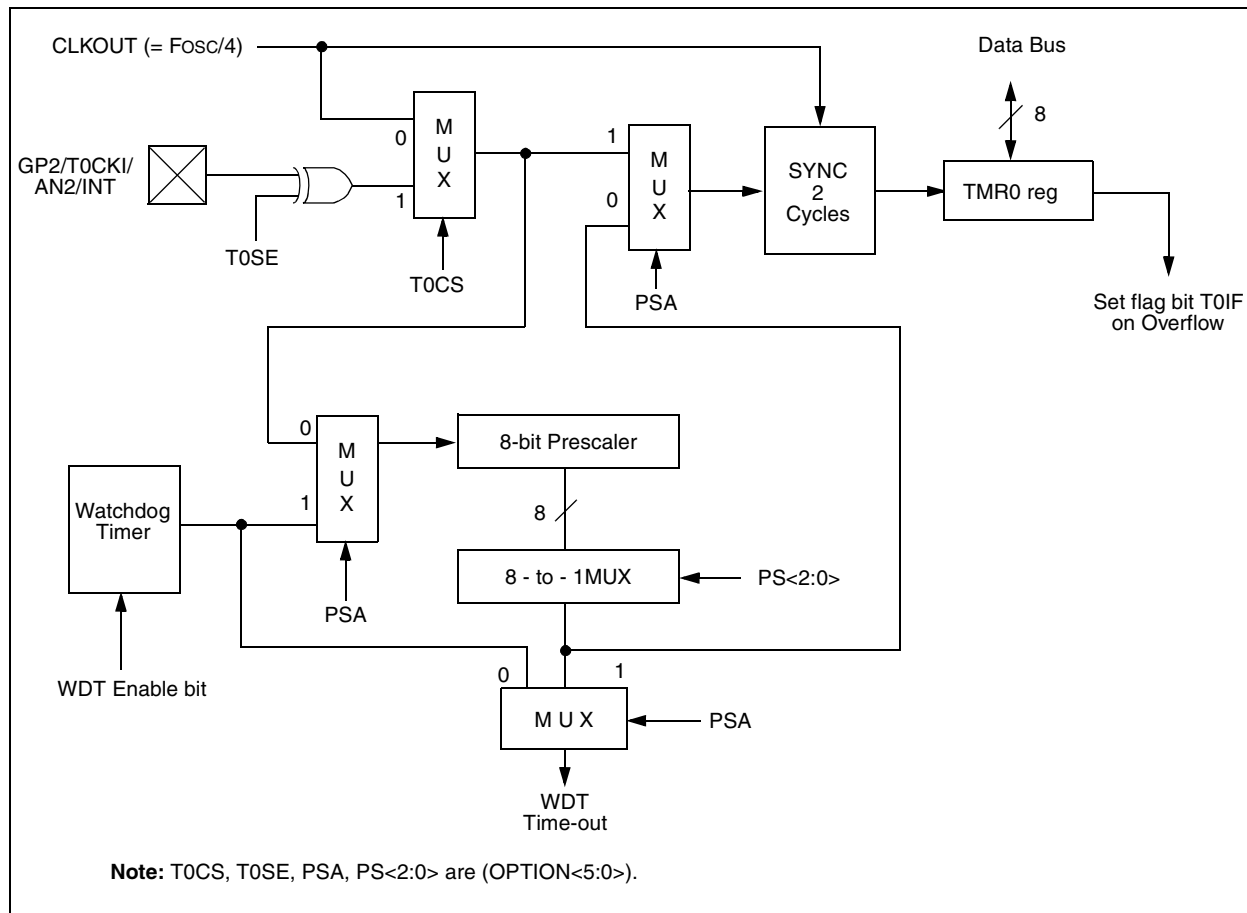 CLKOUT (= FOSC/4)
Data Bus
8
0
M
U
X
1
GP2/T0CKI/
AN2/INT
T0SE
T0CS
1
M
U
X
0
PSA
SYNC
2
Cycles
TMR0 reg
Set flag bit T0IF
on Overflow
0
M
U
X
1
PSA
8-bit Prescaler
8
8 - to - 1MUX
PS<2:0>
Watchdog
Timer
WDT Enable bit
0
1
M U X
PSA
WDT
Time-out
Note: T0CS, T0SE, PSA, PS<2:0> are (OPTION<5:0>).